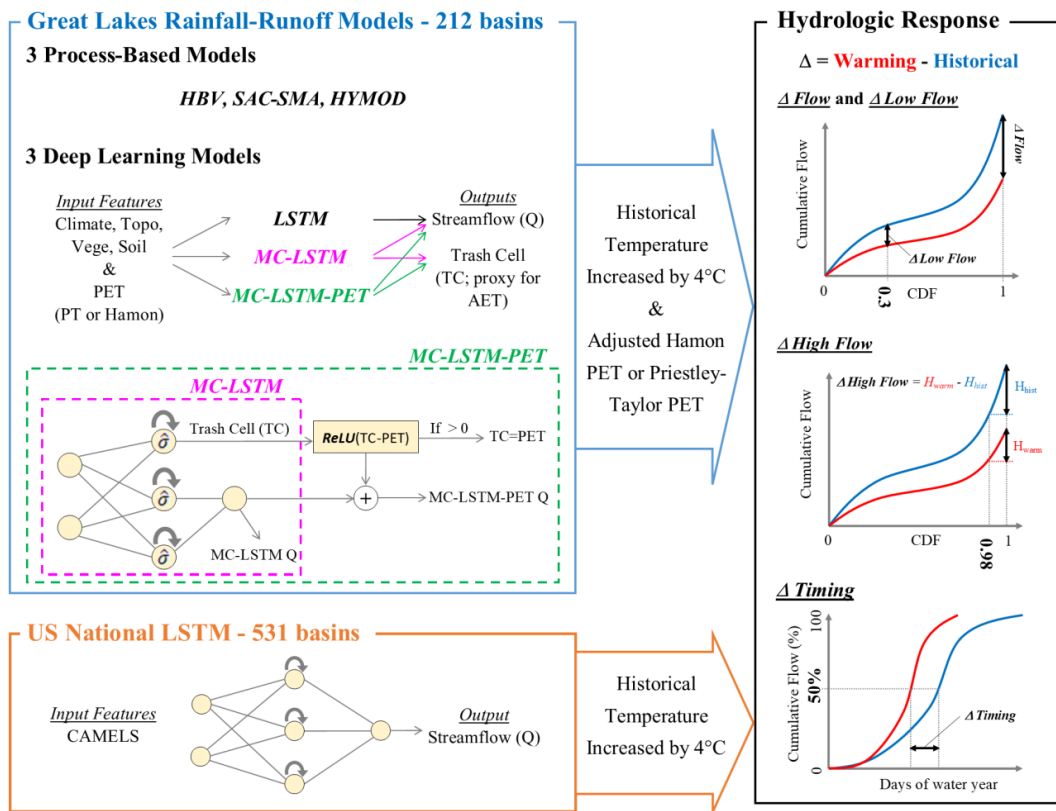 Great Lakes Rainfall-Runoff Models - 212 basins
3 Process-Based Models
HBV, SAC-SMA, HYMOD
3 Deep Learning Models
Input Features
Climate, Topo,
Vege, Soil
&
PET
(PT or Hamon)
LSTM
MC-LSTM
MC-LSTM-PET
Outputs
Streamflow (Q)
Trash Cell
(TC; proxy for
AET)
MC-LSTM-PET
MC-LSTM
Trash Cell (TC)
σ̂
σ̂
σ̂
ReLU(TC-PET)
If > 0
TC=PET
+
MC-LSTM-PET Q
MC-LSTM Q
Historical
Temperature
Increased by 4°C
&
Adjusted Hamon
PET or Priestley-
Taylor PET
US National LSTM - 531 basins
Input Features
CAMELS
Output
Streamflow (Q)
Historical
Temperature
Increased by 4°C
Hydrologic Response
Δ = Warming - Historical
Δ Flow and Δ Low Flow
Cumulative Flow
Δ Flow
Δ Low Flow
0
0.3
CDF
1
Δ High Flow
Δ High Flow = H_warm - H_hist
Cumulative Flow
H_hist
H_warm
0
CDF
0.98
1
Δ Timing
Cumulative Flow (%)
100
50%
0
Δ Timing
Days of water year